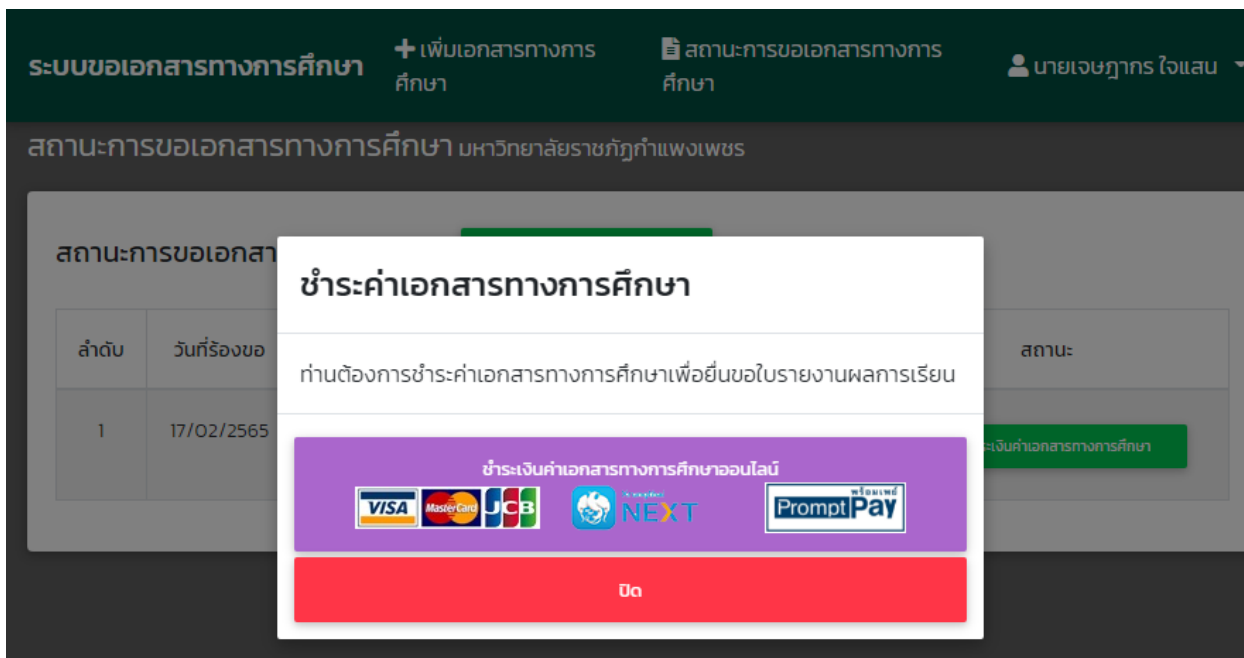 ระบบขอเอกสารทางการศึกษา
เพิ่มเอกสารทางการ
ศึกษา
สถานะการขอเอกสารทางการ
ศึกษา
นายเจษฎากร ใจแสน
สถานะการขอเอกสารทางการศึกษา มหาวิทยาลัยราชภัฏกำแพงเพชร
สถานะการขอเอกสา
ชำระค่าเอกสารทางการศึกษา
ลำดับ วันที่ร้องขอ สถานะ
ท่านต้องการชำระค่าเอกสารทางการศึกษาเพื่อยื่นขอใบรายงานผลการเรียน
1 17/02/2565
ระเงินค่าเอกสารทางการศึกษา
ชำระเงินค่าเอกสารทางการศึกษาออนไลน์
VISA MasterCard JCB NEXT พร้อมเพย์ PromptPay
ปิด